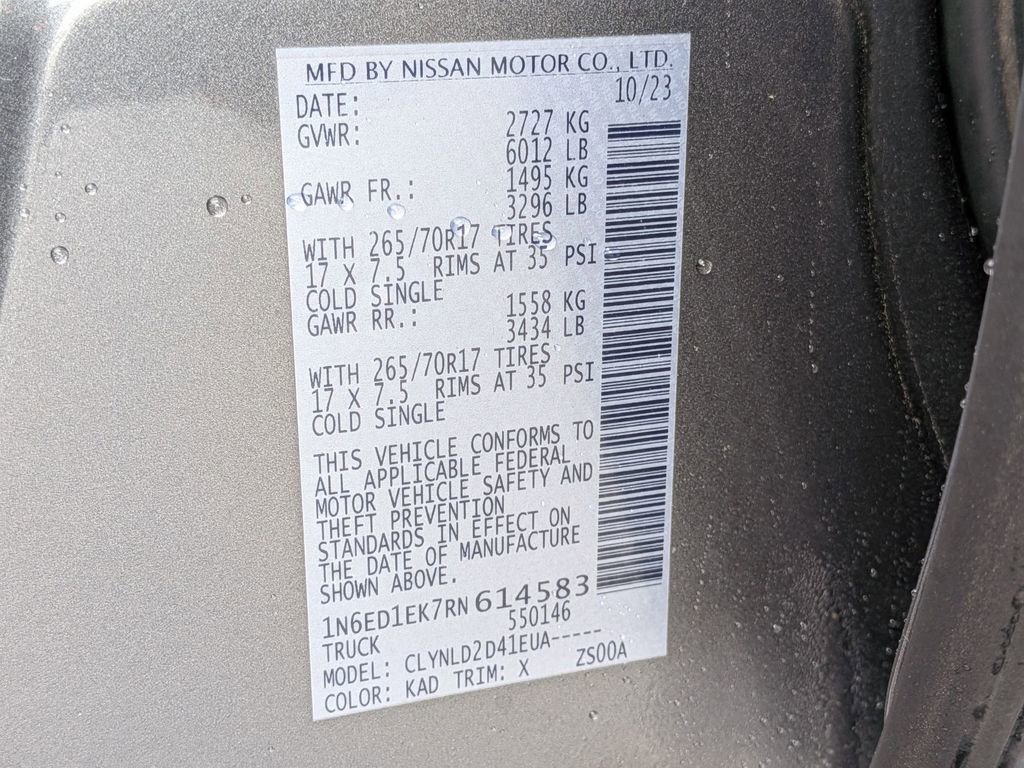 MFD BY NISSAN MOTOR CO., LTD.
DATE: 10/23
GVWR: 2727 KG
6012 LB
GAWR FR.: 1495 KG
3296 LB
WITH 265/70R17 TIRES
17 X 7.5 RIMS AT 35 PSI
COLD SINGLE
GAWR RR.: 1558 KG
3434 LB
WITH 265/70R17 TIRES
17 X 7.5 RIMS AT 35 PSI
COLD SINGLE
THIS VEHICLE CONFORMS TO
ALL APPLICABLE FEDERAL
MOTOR VEHICLE SAFETY AND
THEFT PREVENTION
STANDARDS IN EFFECT ON
THE DATE OF MANUFACTURE
SHOWN ABOVE.
1N6ED1EK7RN614583
TRUCK 550146
MODEL: CLYNLD2D41EUA-----
COLOR: KAD TRIM: X ZS00A